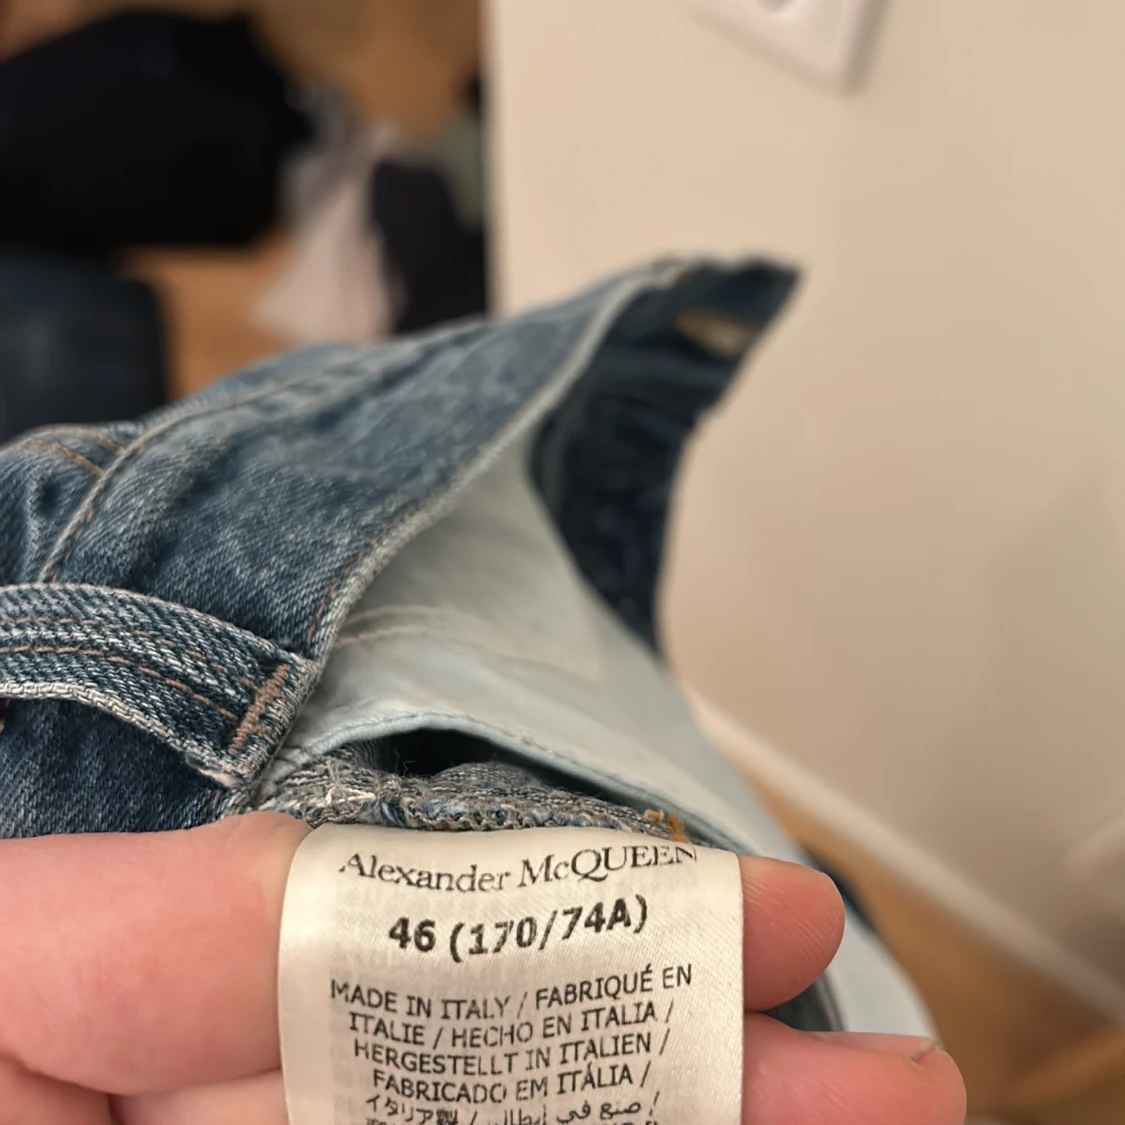 Alexander McQUEEN
46 (170/74A)
MADE IN ITALY / FABRIQUÉ EN
ITALIE / HECHO EN ITALIA /
HERGESTELLT IN ITALIEN /
FABRICADO EM ITÁLIA /
イタリア製 / صنع في إيطاليا /